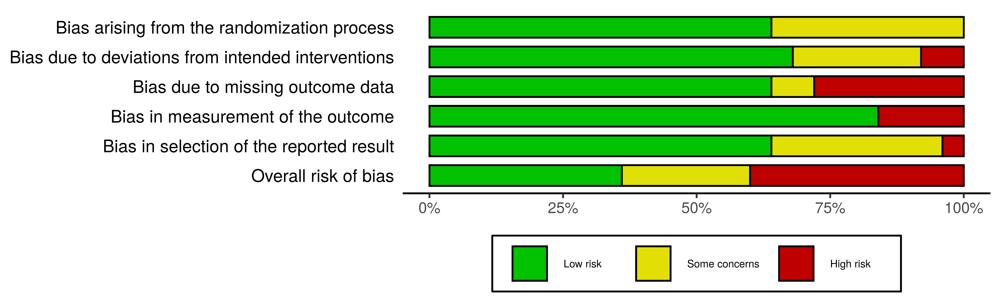 Bias arising from the randomization process
Bias due to deviations from intended interventions
Bias due to missing outcome data
Bias in measurement of the outcome
Bias in selection of the reported result
Overall risk of bias
0% 25% 50% 75% 100%
Low risk Some concerns High risk